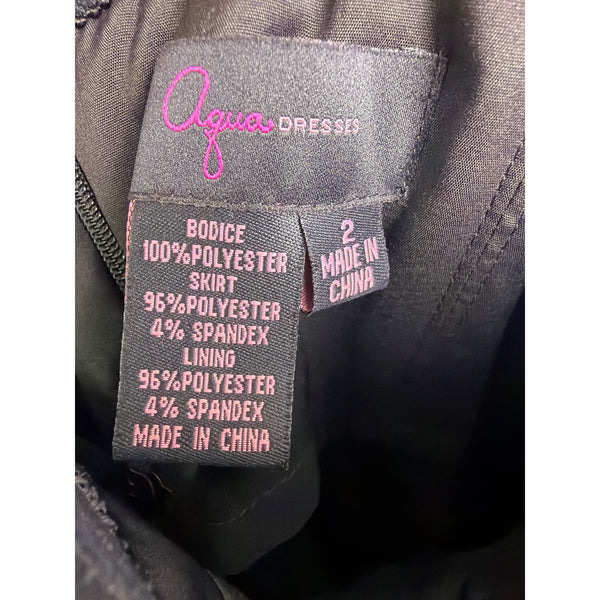 Aqua DRESSES
BODICE
100%POLYESTER
SKIRT
96%POLYESTER
4% SPANDEX
LINING
96%POLYESTER
4% SPANDEX
MADE IN CHINA
2
MADE IN
CHINA